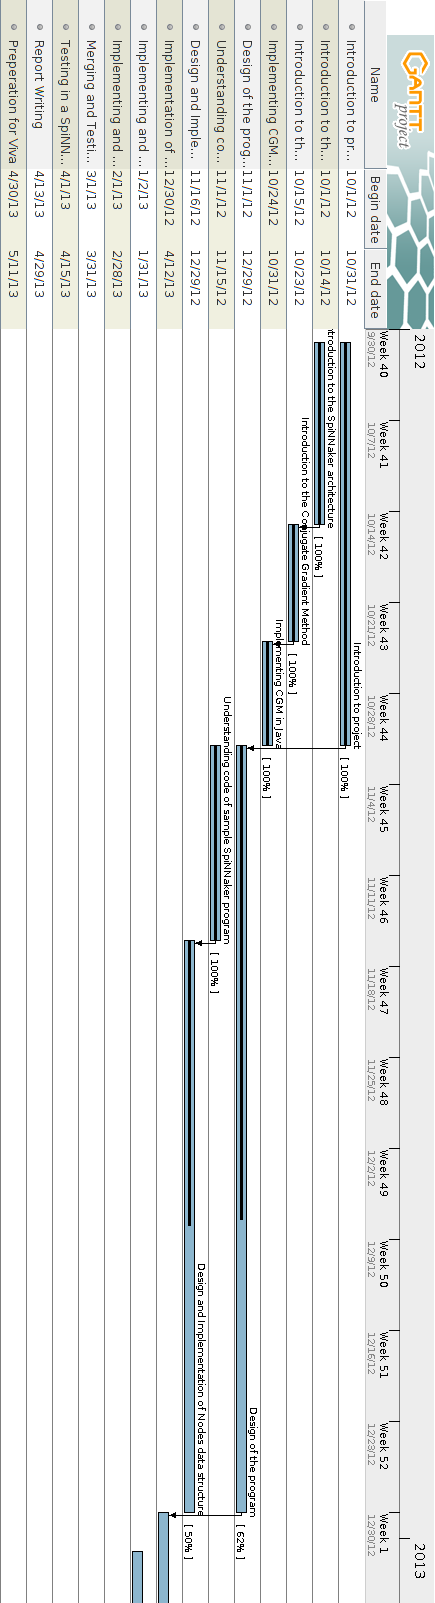 GANTT
project
2012
2013
Name
Begin date
End date
Week 40
9/30/12
Week 41
10/7/12
Week 42
10/14/12
Week 43
10/21/12
Week 44
10/28/12
Week 45
11/4/12
Week 46
11/11/12
Week 47
11/18/12
Week 48
11/25/12
Week 49
12/2/12
Week 50
12/9/12
Week 51
12/16/12
Week 52
12/23/12
Week 1
12/30/12
Introduction to pr... 10/1/12 10/31/12
Introduction to project
[ 100% ]
Introduction to th... 10/1/12 10/14/12
troduction to the SpiNNaker architecture
[ 100% ]
Introduction to th... 10/15/12 10/23/12
Introduction to the Conjugate Gradient Method
[ 100% ]
Implementing CGM... 10/24/12 10/31/12
Implementing CGM in Java
[ 100% ]
Design of the prog... 11/1/12 12/29/12
Design of the program
[ 62% ]
Understanding co... 11/1/12 11/15/12
Understanding code of sample SpiNNaker program
[ 100% ]
Design and Imple... 11/16/12 12/29/12
Design and Implementation of Nodes data structure
[ 50% ]
Implementation of ... 12/30/12 4/12/13
Implementing and ... 1/2/13 1/31/13
Implementing and ... 2/1/13 2/28/13
Merging and Testi... 3/1/13 3/31/13
Testing in a SpiNN... 4/1/13 4/15/13
Report Writing 4/13/13 4/29/13
Preperation for Viva 4/30/13 5/11/13